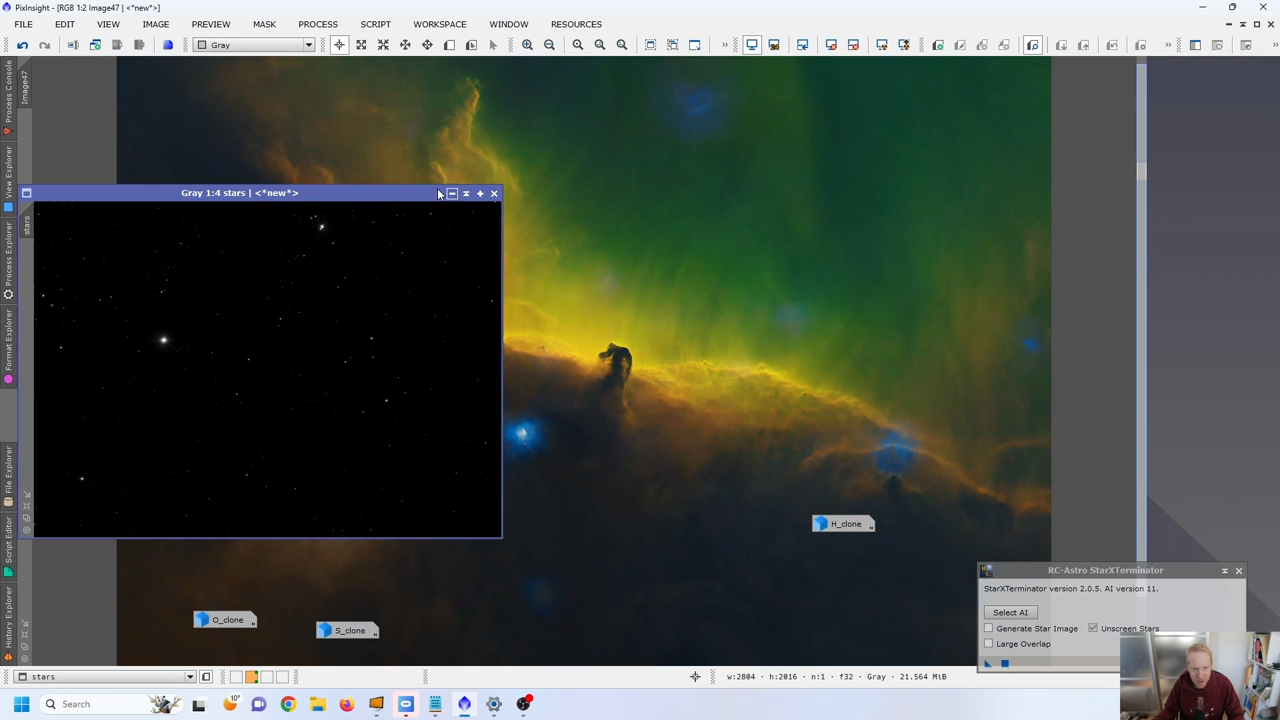 PixInsight - [RGB 1:2 Image47 | <*new*>]
FILE EDIT VIEW IMAGE PREVIEW MASK PROCESS SCRIPT WORKSPACE WINDOW RESOURCES
Gray
Process Console
View Explorer
Process Explorer
Format Explorer
File Explorer
Script Editor
History Explorer
Image47
Gray 1:4 stars | <*new*>
stars
H_clone
O_clone
S_clone
RC-Astro StarXTerminator
StarXTerminator version 2.0.5. AI version 11.
Select AI
Generate Star Image Unscreen Stars
Large Overlap
stars
w:2804 · h:2016 · n:1 · f32 · Gray · 21.564 MiB
Search
10°